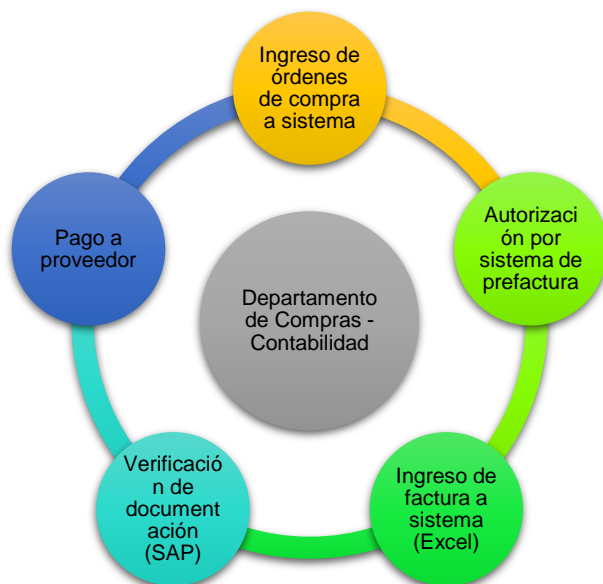 Ingreso de
órdenes
de compra
a sistema
Autorizaci
ón por
sistema de
prefactura
Ingreso de
factura a
sistema
(Excel)
Verificació
n de
document
ación
(SAP)
Pago a
proveedor
Departamento
de Compras -
Contabilidad